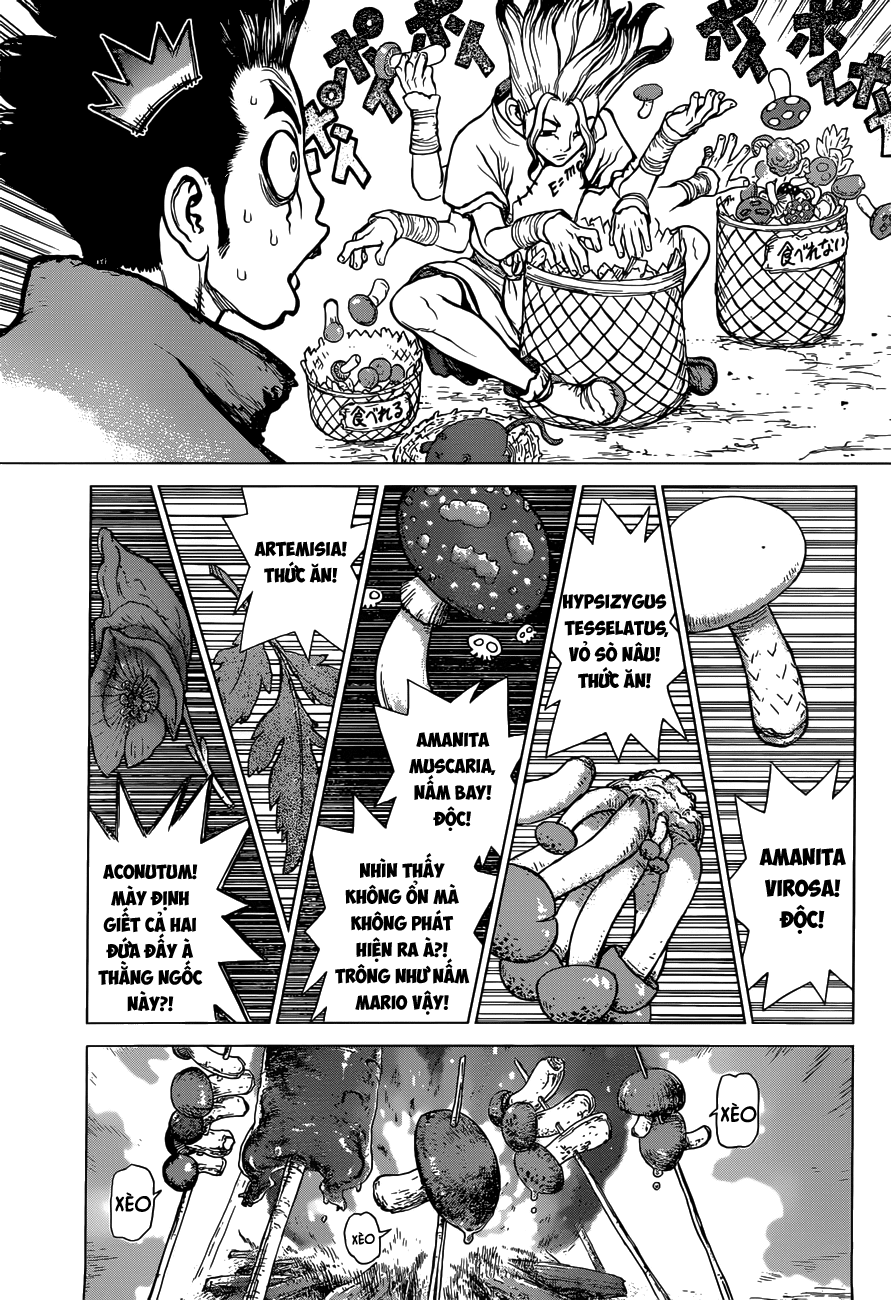 ポイ
ポイ
ポイ
ポイ
ポイ
E=mc²
食べれない
食べれる
AMANITA
VIROSA!
ĐỘC!
HYPSIZYGUS
TESSELATUS,
VỎ SÒ NÂU!
THỨC ĂN!
AMANITA
MUSCARIA,
NẤM BAY!
ĐỘC!
NHÌN THẤY
KHÔNG ỔN MÀ
KHÔNG PHÁT
HIỆN RA À?!
TRÔNG NHƯ NẤM
MARIO VẬY!
ARTEMISIA!
THỨC ĂN!
ACONUTUM!
MÀY ĐỊNH
GIẾT CẢ HAI
ĐỨA ĐẤY À
THẰNG NGỐC
NÀY?!
XÈO
XÈO
XÈO